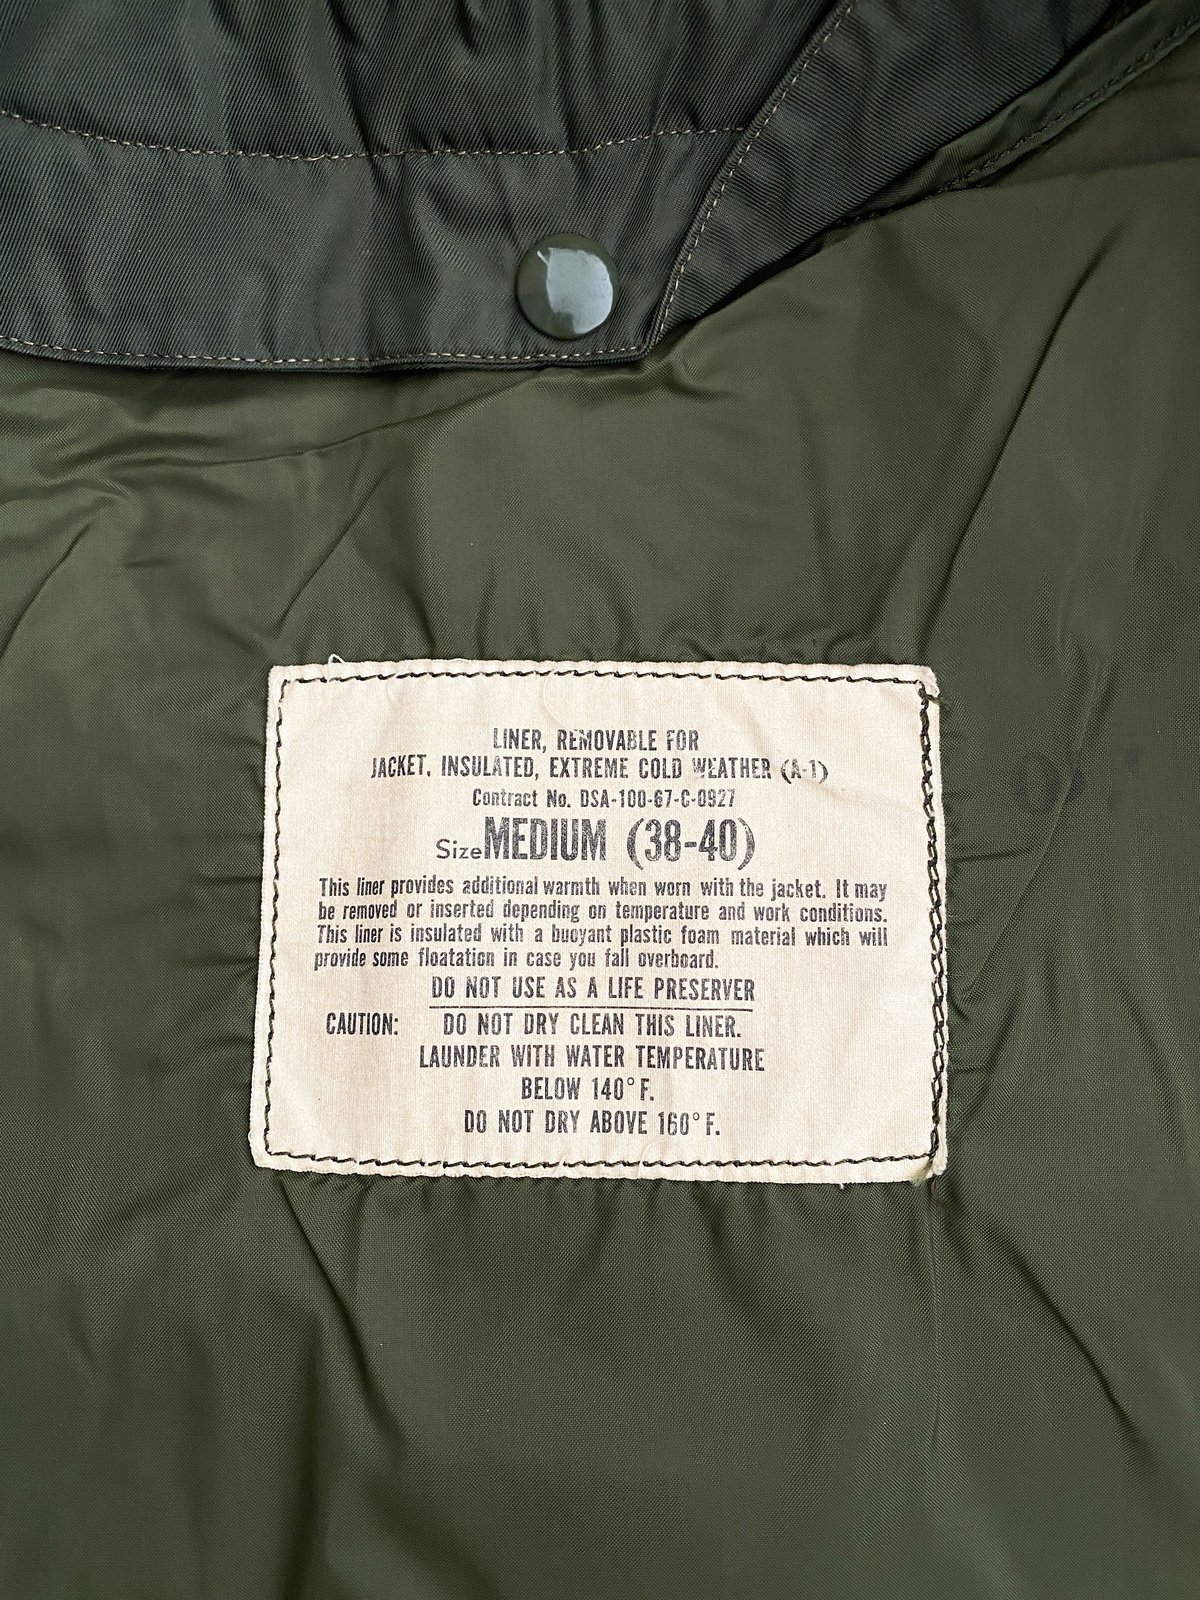 LINER, REMOVABLE FOR
JACKET, INSULATED, EXTREME COLD WEATHER (A-1)
Contract No. DSA-100-67-C-0927
Size MEDIUM (38-40)
This liner provides additional warmth when worn with the jacket. It may
be removed or inserted depending on temperature and work conditions.
This liner is insulated with a buoyant plastic foam material which will
provide some floatation in case you fall overboard.
DO NOT USE AS A LIFE PRESERVER
CAUTION: DO NOT DRY CLEAN THIS LINER.
LAUNDER WITH WATER TEMPERATURE
BELOW 140° F.
DO NOT DRY ABOVE 160° F.